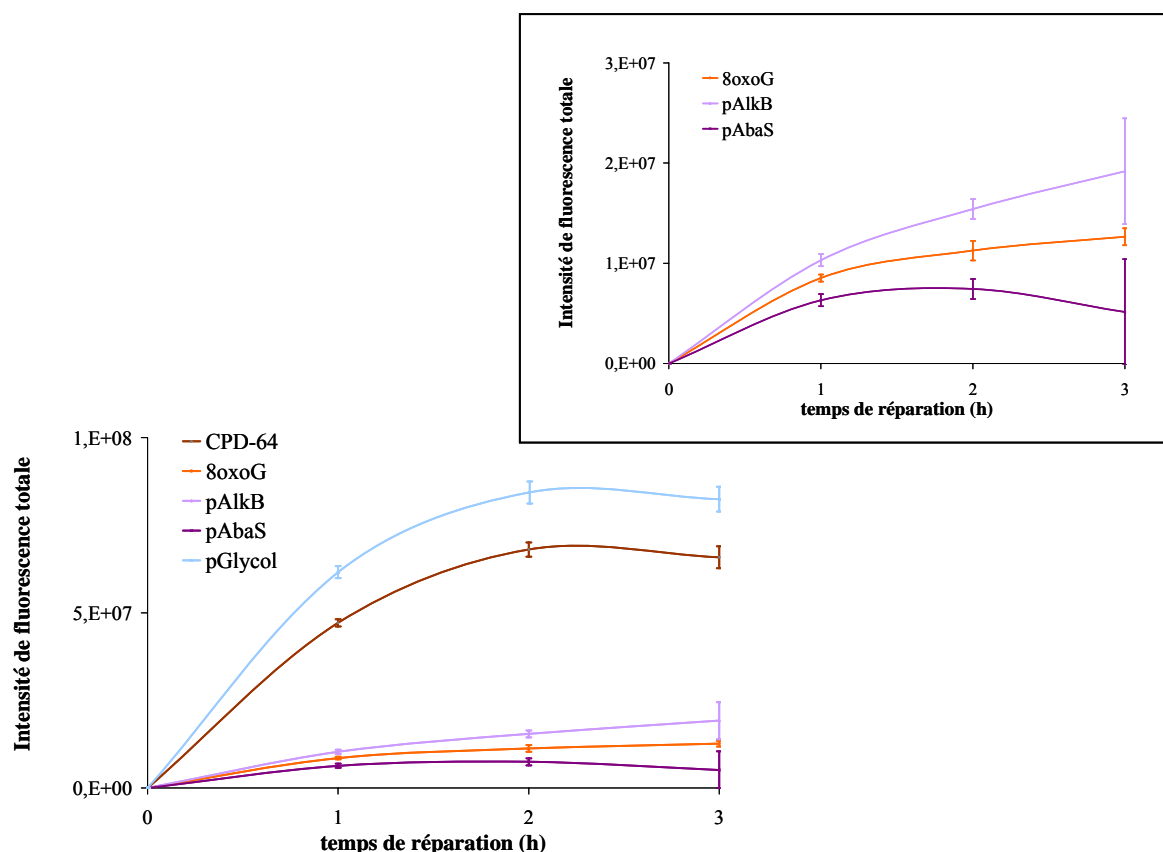 3,E+07
2,E+07
1,E+07
0,E+00
Intensité de fluorescence totale
8oxoG
pAlkB
pAbaS
0
1
2
3
temps de réparation (h)
1,E+08
5,E+07
0,E+00
Intensité de fluorescence totale
CPD-64
8oxoG
pAlkB
pAbaS
pGlycol
0
1
2
3
temps de réparation (h)